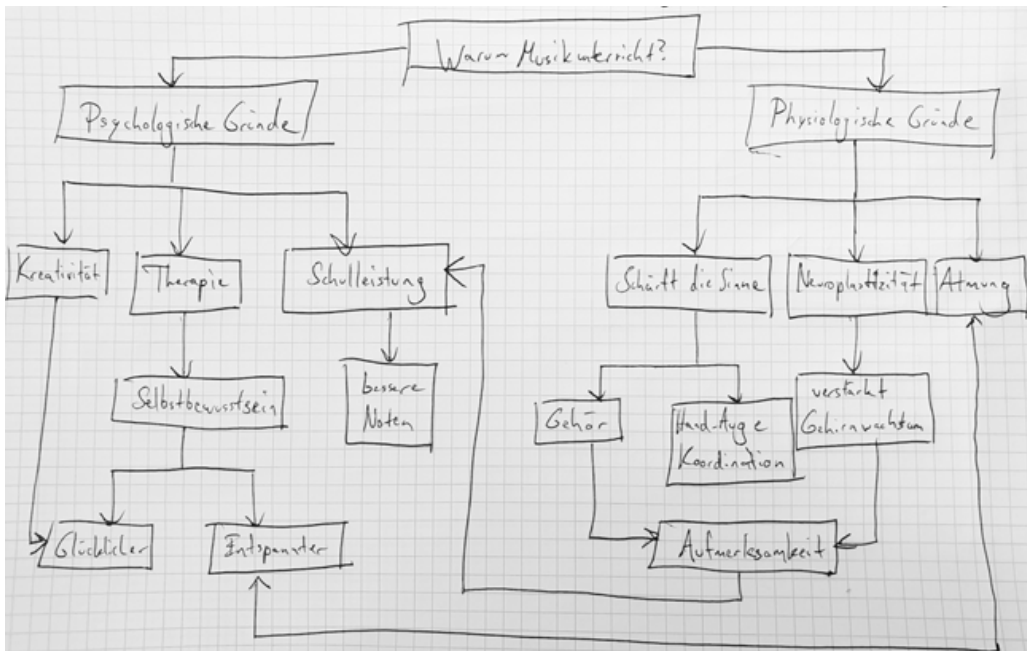 Warum Musikunterricht?
Psychologische Gründe
Physiologische Gründe
Kreativität
Therapie
Schulleistung
Schärft die Sinne
Neuroplastizität
Atmung
Selbstbewusstsein
bessere
Noten
Gehör
Hand-Auge
Koordination
verstärkt
Gehirnwachstum
Glücklicher
Entspannter
Aufmerksamkeit